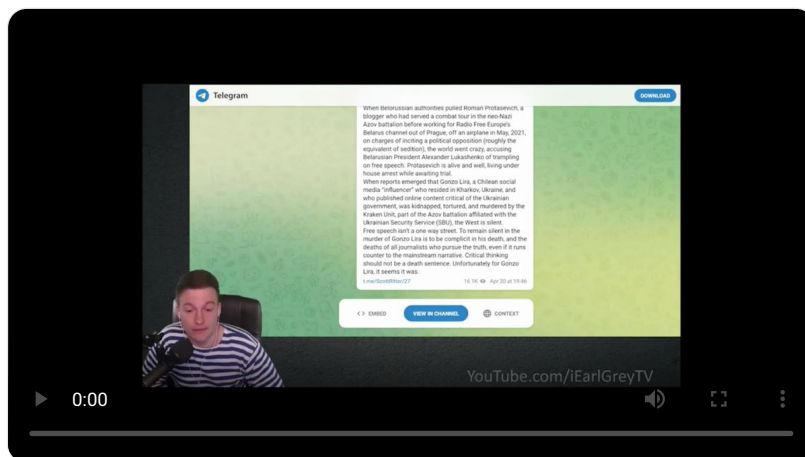 Telegram
DOWNLOAD
When Belorussian authorities pulled Roman Protasevich, a
blogger who had served a combat tour in the neo-Nazi
Azov battalion before working for Radio Free Europe's
Belarus channel out of Prague, off an airplane in May, 2021,
on charges of inciting a political opposition (roughly the
equivalent of sedition), the world went crazy, accusing
Belarusian President Alexander Lukashenko of trampling
on free speech. Protasevich is alive and well, living under
house arrest while awaiting trial.
When reports emerged that Gonzo Lira, a Chilean social
media "influencer" who resided in Kharkov, Ukraine, and
who published online content critical of the Ukrainian
government, was kidnapped, tortured, and murdered by the
Kraken Unit, part of the Azov battalion affiliated with the
Ukrainian Security Service (SBU), the West is silent.
Free speech isn't a one way street. To remain silent in the
murder of Gonzo Lira is to be complicit in his death, and the
deaths of all journalists who pursue the truth, even if it runs
counter to the mainstream narrative. Critical thinking
should not be a death sentence. Unfortunately for Gonzo
Lira, it seems it was.
t.me/ScottRitter/27 16.1K Apr 20 at 19:46
<> EMBED VIEW IN CHANNEL CONTEXT
YouTube.com/iEarlGreyTV
0:00